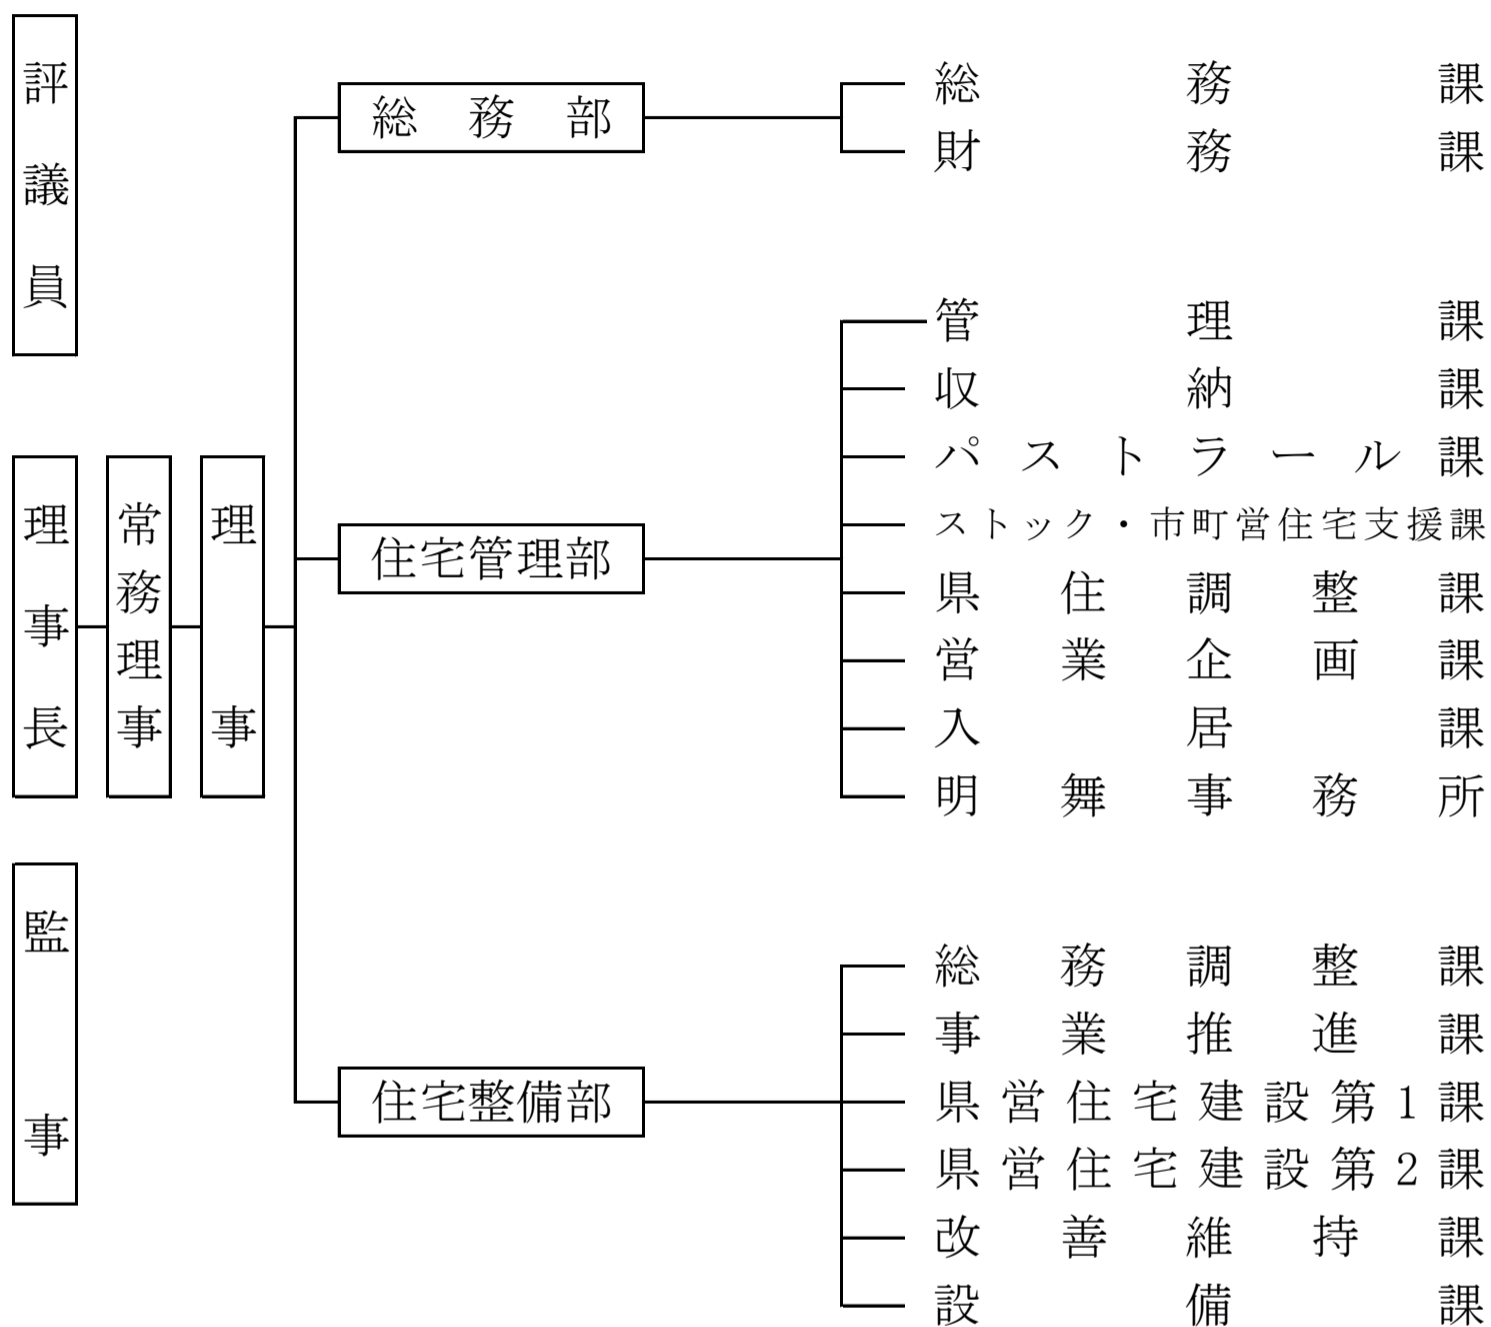 評議員
理事長
常務理事
理事
監事
総務部
総務課
財務課
住宅管理部
管理課
収納課
パストラール課
ストック・市町営住宅支援課
県住調整課
営業企画課
入居課
明舞事務所
住宅整備部
総務調整課
事業推進課
県営住宅建設第1課
県営住宅建設第2課
改善維持課
設備課